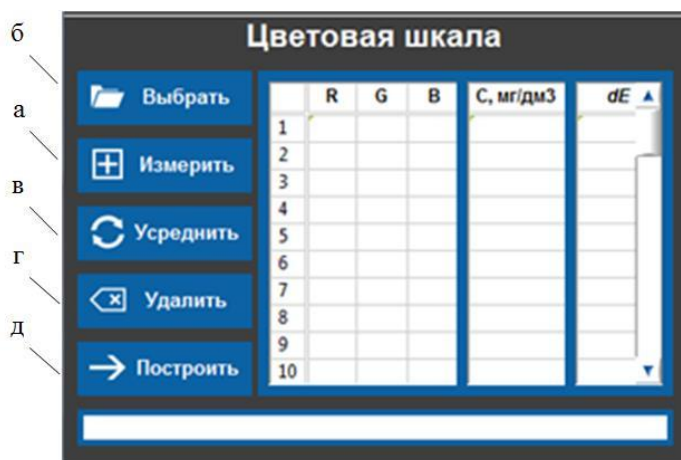 Цветовая шкала
б
Выбрать
а
Измерить
в
Усреднить
г
Удалить
д
Построить
R G B C, мг/дм3 dE
1
2
3
4
5
6
7
8
9
10